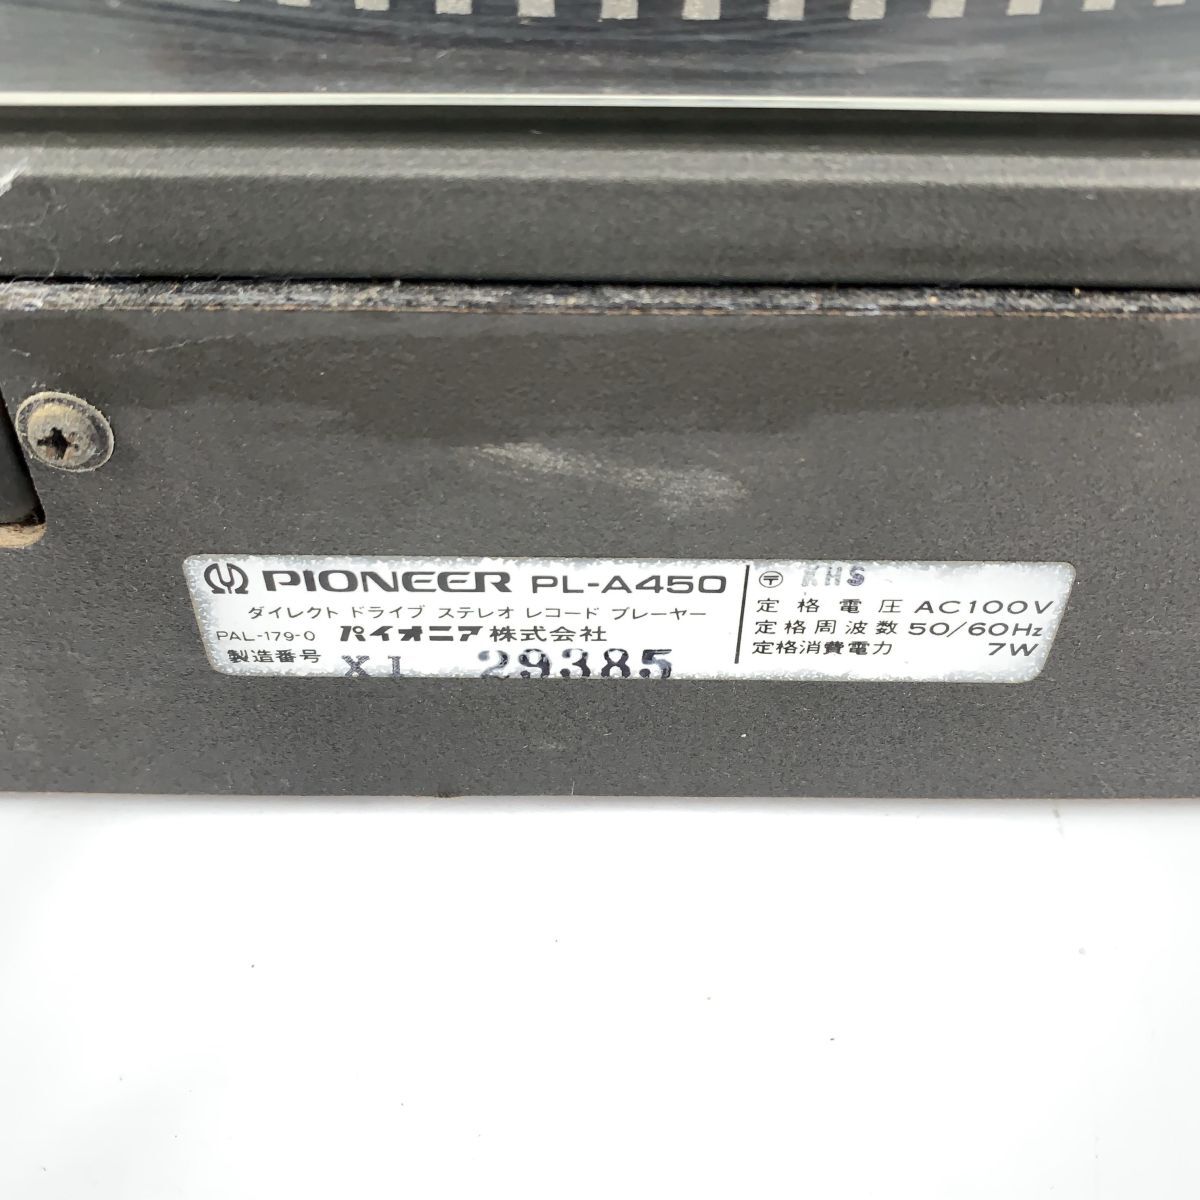 PIONEER PL-A450
ダイレクト ドライブ ステレオ レコード プレーヤー
PAL-179-0 パイオニア株式会社
製造番号 XI 29385
〶 KHS
定格電圧 AC100V
定格周波数 50/60Hz
定格消費電力 7W